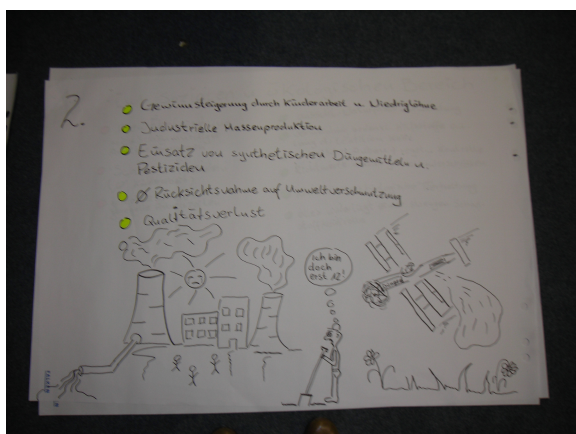 2.
Gewinnsteigerung durch Kinderarbeit u. Niedriglöhne
Industrielle Massenproduktion
Einsatz von synthetischen Düngemitteln u.
Pestiziden
Ø Rücksichtsnahme auf Umweltverschmutzung
Qualitätsverlust
ich bin
doch
erst 12!